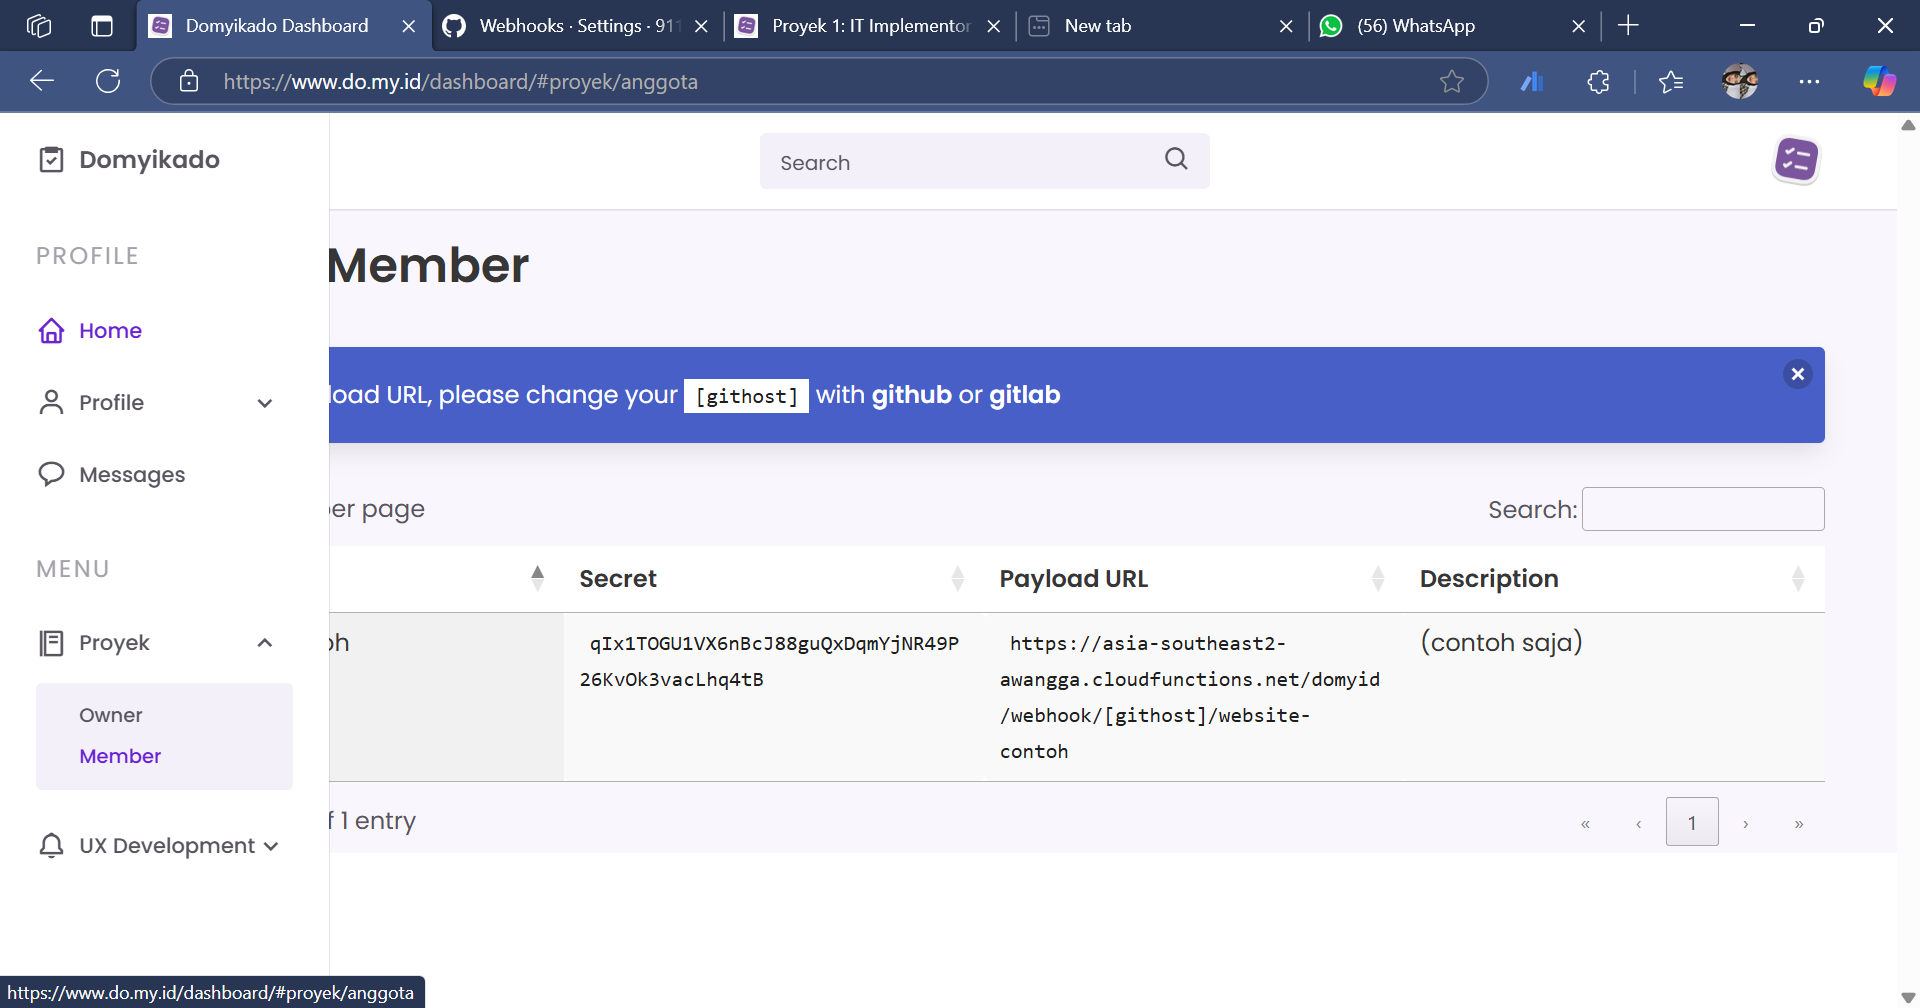 Domyikado Dashboard
Webhooks · Settings · 911
Proyek 1: IT Implementor
New tab
(56) WhatsApp
https://www.do.my.id/dashboard/#proyek/anggota
Domyikado
Search
PROFILE
Member
Home
load URL, please change your [githost] with github or gitlab
Profile
Messages
er page
Search:
MENU
Secret
Payload URL
Description
Proyek
oh
qIx1TOGU1VX6nBcJ88guQxDqmYjNR49P
26KvOk3vacLhq4tB
https://asia-southeast2-
awangga.cloudfunctions.net/domyid
/webhook/[githost]/website-
contoh
(contoh saja)
Owner
Member
f 1 entry
« ‹ 1 › »
UX Development
https://www.do.my.id/dashboard/#proyek/anggota